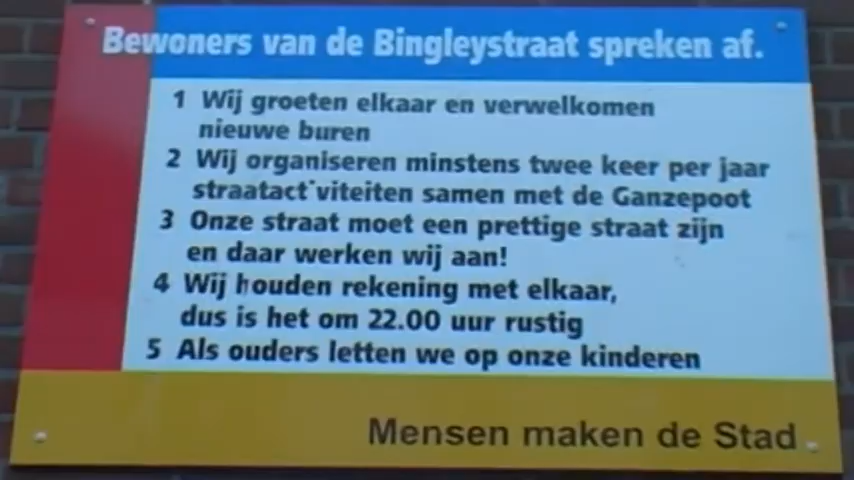 Bewoners van de Bingleystraat spreken af.
1 Wij groeten elkaar en verwelkomen
nieuwe buren
2 Wij organiseren minstens twee keer per jaar
straatactiviteiten samen met de Ganzepoot
3 Onze straat moet een prettige straat zijn
en daar werken wij aan!
4 Wij houden rekening met elkaar,
dus is het om 22.00 uur rustig
5 Als ouders letten we op onze kinderen
Mensen maken de Stad